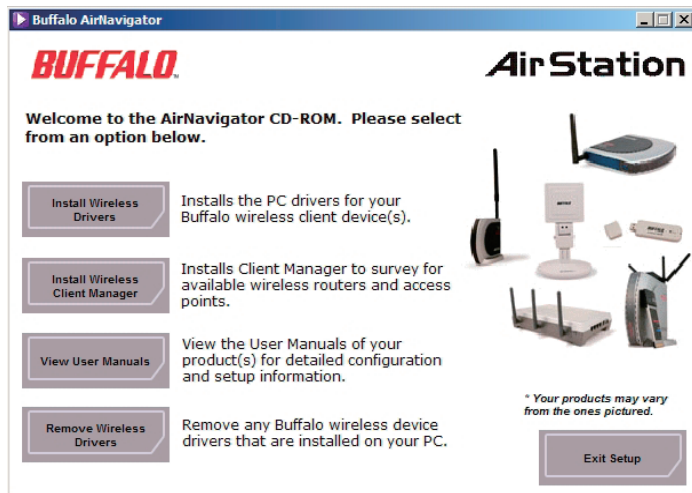 Buffalo AirNavigator
BUFFALO
AirStation
Welcome to the AirNavigator CD-ROM. Please select
from an option below.
Install Wireless
Drivers
Installs the PC drivers for your
Buffalo wireless client device(s).
Install Wireless
Client Manager
Installs Client Manager to survey for
available wireless routers and access
points.
View User Manuals
View the User Manuals of your
product(s) for detailed configuration
and setup information.
Remove Wireless
Drivers
Remove any Buffalo wireless device
drivers that are installed on your PC.
* Your products may vary
from the ones pictured.
Exit Setup